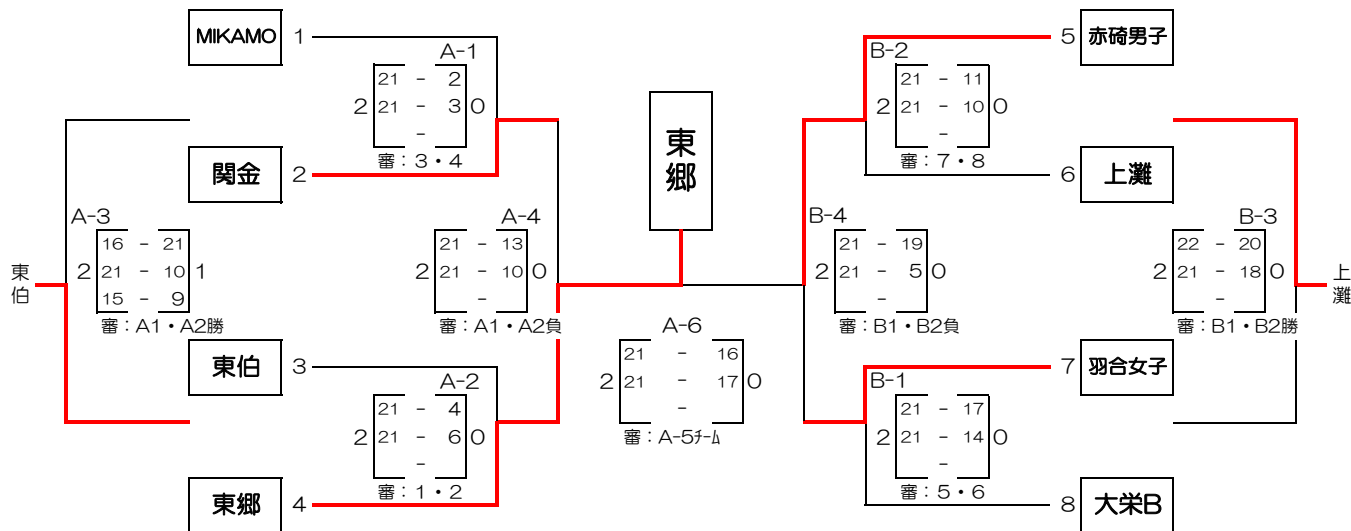 MIKAMO 1
A-1
21 - 2
2 21 - 3 0
-
審：3・4
関金 2
A-3
16 - 21
2 21 - 10 1
15 - 9
審：A1・A2勝
東伯
A-4
21 - 13
2 21 - 10 0
-
審：A1・A2負
東伯 3
A-2
21 - 4
2 21 - 6 0
-
審：1・2
東郷 4
東郷
A-6
21 - 16
2 21 - 17 0
-
審：A-5ﾁｰﾑ
5 赤碕男子
B-2
21 - 11
2 21 - 10 0
-
審：7・8
6 上灘
B-4
21 - 19
2 21 - 5 0
-
審：B1・B2負
B-3
22 - 20
2 21 - 18 0
-
審：B1・B2勝
上灘
7 羽合女子
B-1
21 - 17
2 21 - 14 0
-
審：5・6
8 大栄B